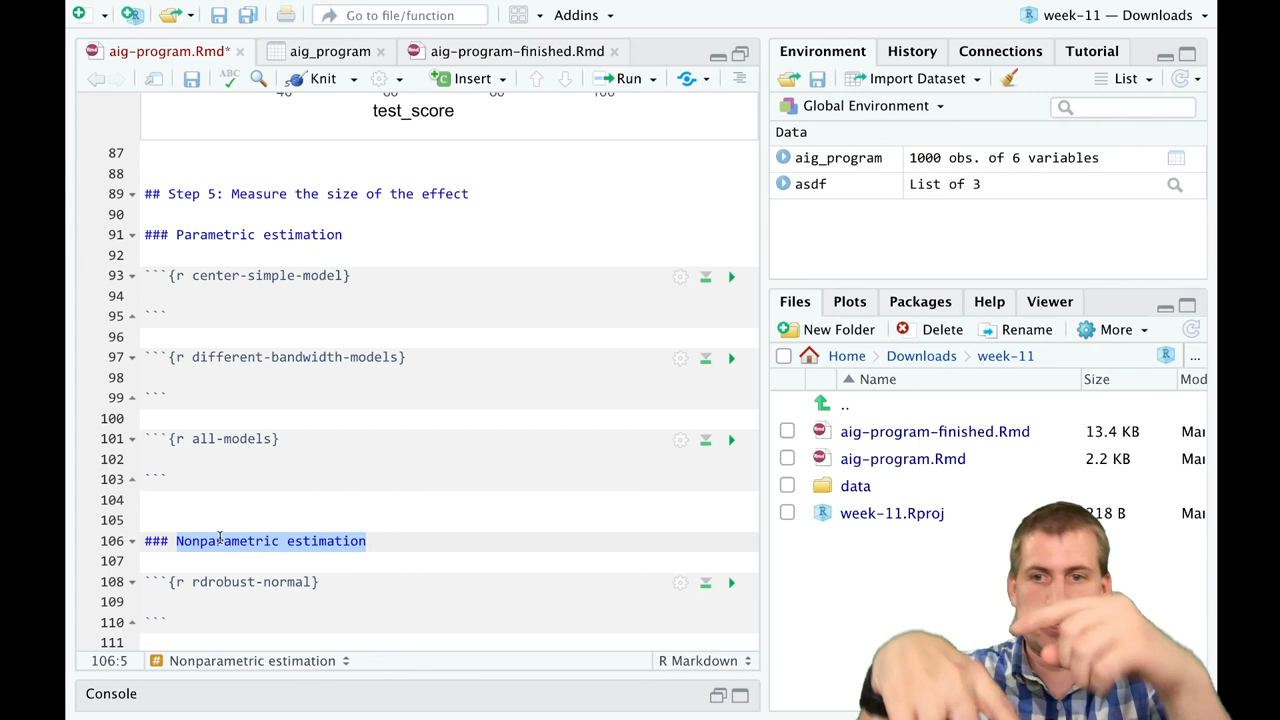 Go to file/function
Addins
week-11 — Downloads
aig-program.Rmd*
aig_program
aig-program-finished.Rmd
ABC
Knit
Insert
Run
test_score
87
88
89 ## Step 5: Measure the size of the effect
90
91 ### Parametric estimation
92
93 ```{r center-simple-model}
94
95 ```
96
97 ```{r different-bandwidth-models}
98
99 ```
100
101 ```{r all-models}
102
103 ```
104
105
106 ### Nonparametric estimation
107
108 ```{r rdrobust-normal}
109
110 ```
111
106:5 # Nonparametric estimation R Markdown
Console
Environment History Connections Tutorial
Import Dataset List
Global Environment
Data
aig_program 1000 obs. of 6 variables
asdf List of 3
Files Plots Packages Help Viewer
New Folder Delete Rename More
Home Downloads week-11 ...
Name Size Mod
..
aig-program-finished.Rmd 13.4 KB Mar
aig-program.Rmd 2.2 KB Mar
data
week-11.Rproj 218 B Mar